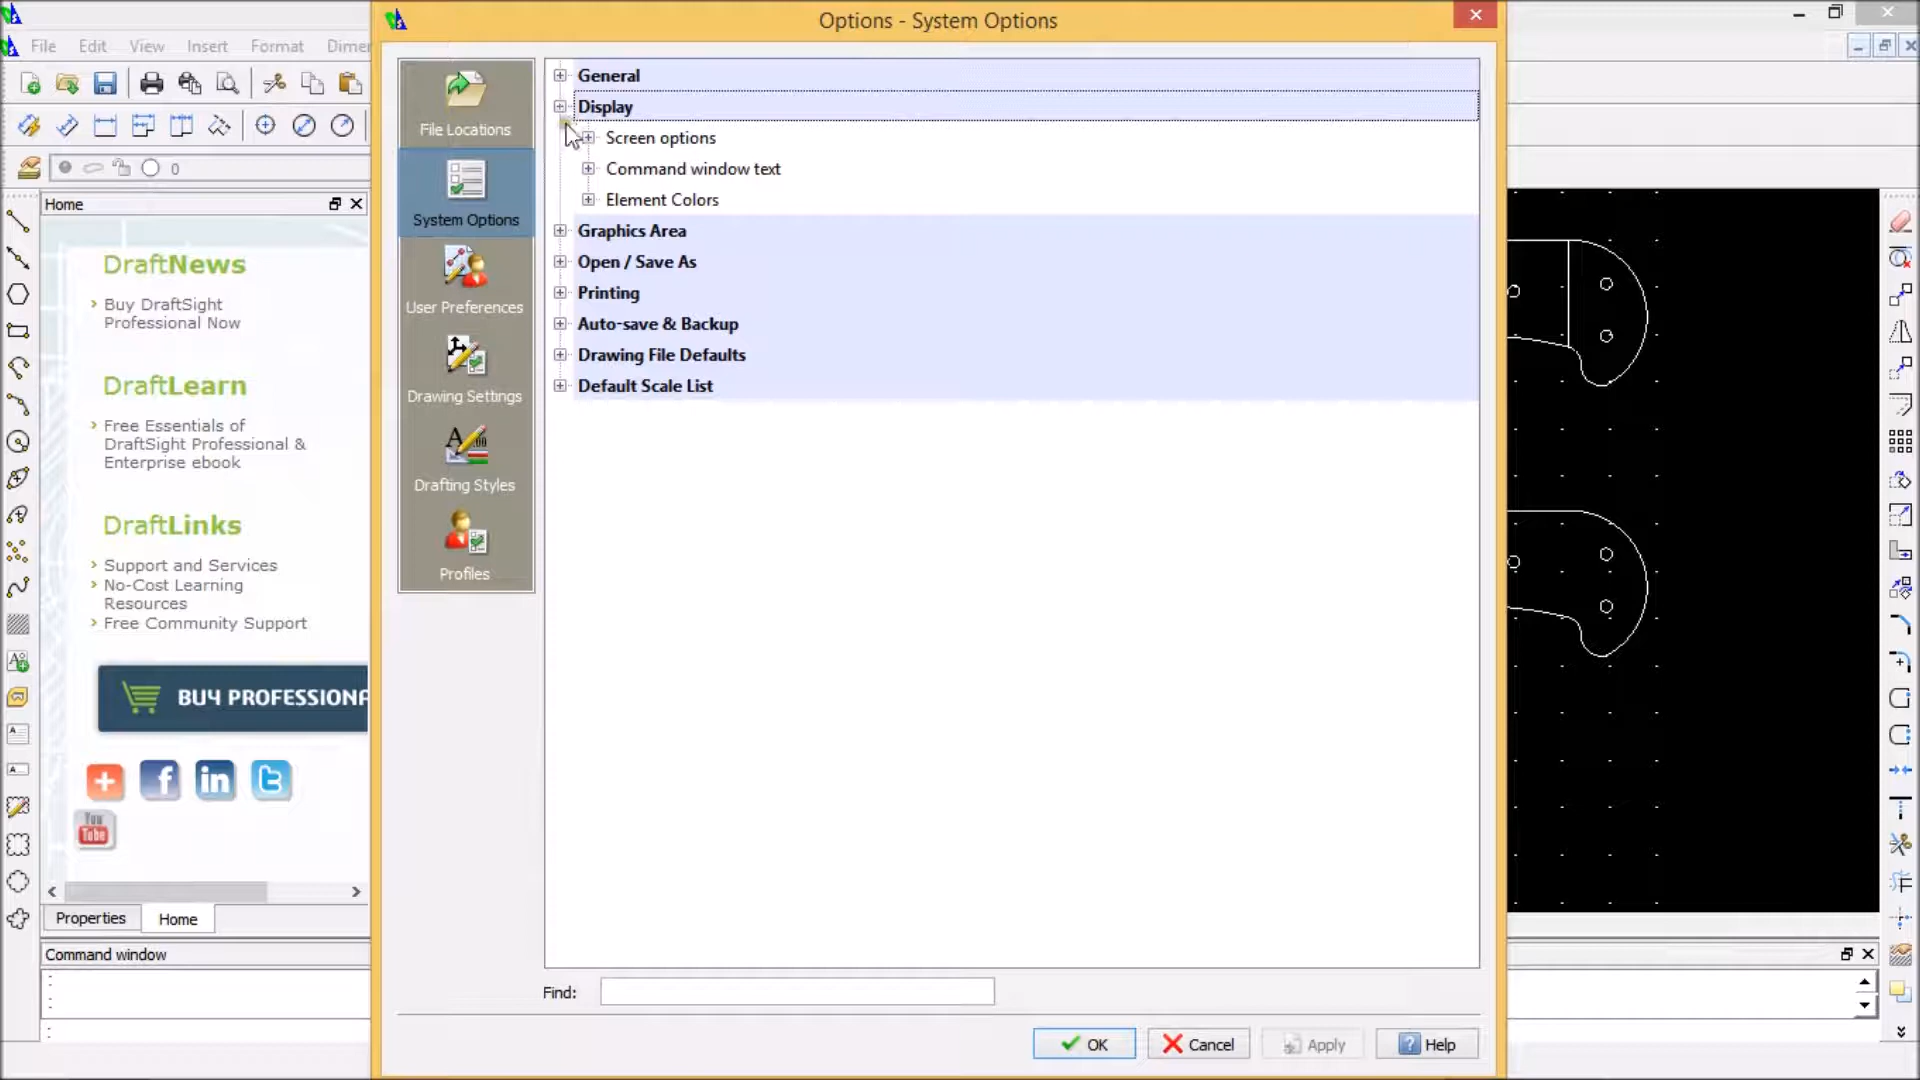 Options - System Options
File Edit View Insert Format Dimen
0
Home
DraftNews
Buy DraftSight
Professional Now
DraftLearn
Free Essentials of
DraftSight Professional &
Enterprise ebook
DraftLinks
Support and Services
No-Cost Learning
Resources
Free Community Support
BUY PROFESSIONA
You
Tube
Properties Home
Command window
:
:
:
File Locations
System Options
User Preferences
Drawing Settings
Drafting Styles
Profiles
General
Display
Screen options
Command window text
Element Colors
Graphics Area
Open / Save As
Printing
Auto-save & Backup
Drawing File Defaults
Default Scale List
Find:
OK Cancel Apply Help